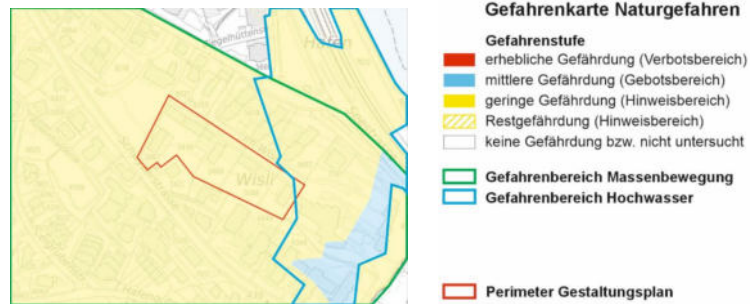 Gefahrenkarte Naturgefahren
Gefahrenstufe
erhebliche Gefährdung (Verbotsbereich)
mittlere Gefährdung (Gebotsbereich)
geringe Gefährdung (Hinweisbereich)
Restgefährdung (Hinweisbereich)
keine Gefährdung bzw. nicht untersucht
Gefahrenbereich Massenbewegung
Gefahrenbereich Hochwasser
Perimeter Gestaltungsplan
Hafen
Wisli